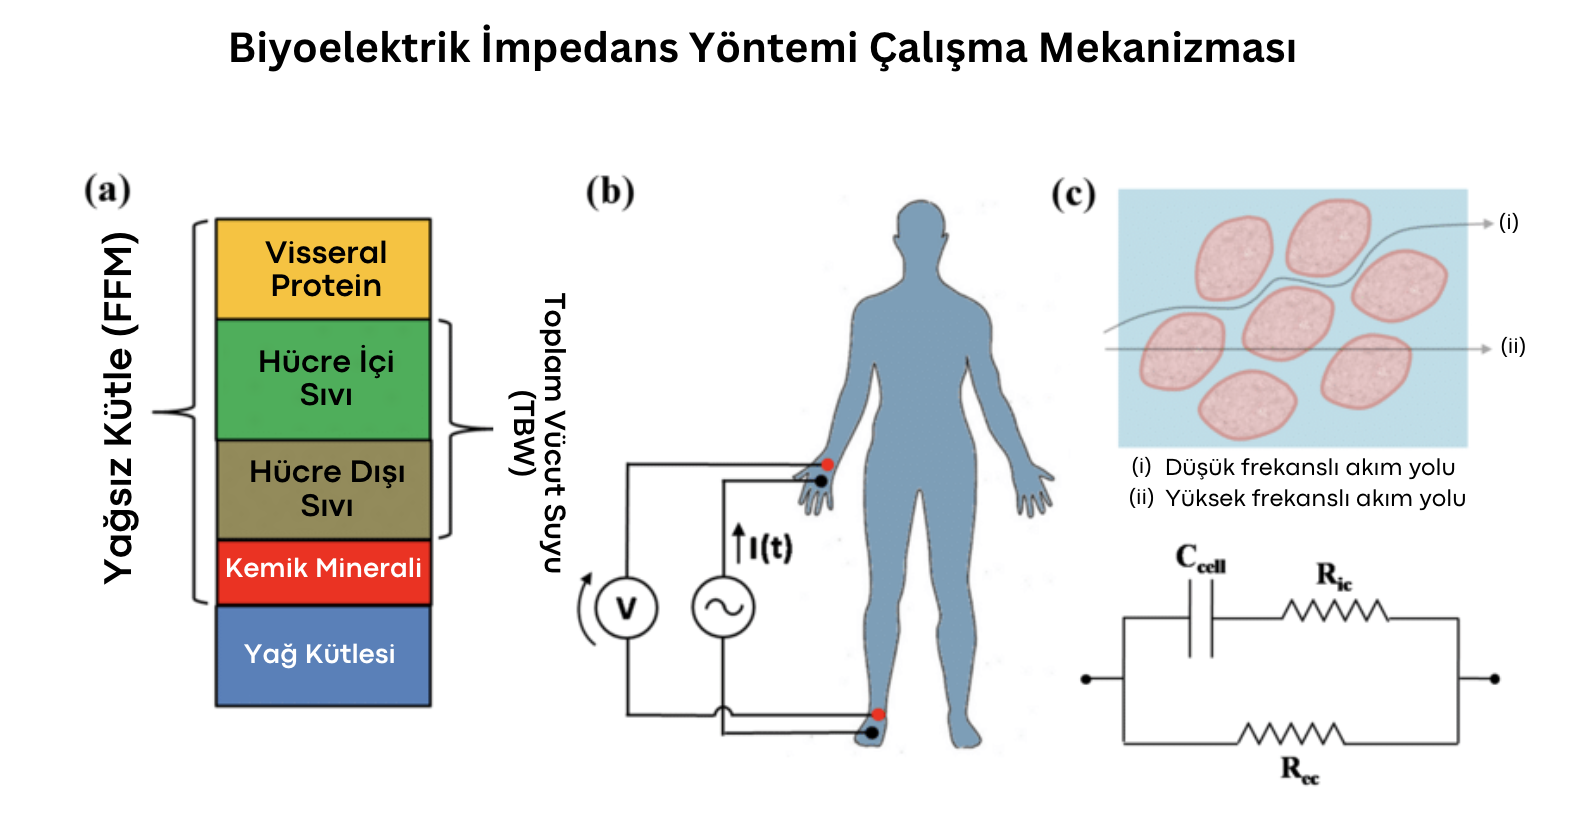 Biyoelektrik İmpedans Yöntemi Çalışma Mekanizması
(a)
Yağsız Kütle (FFM)
Visseral
Protein
Hücre İçi
Sıvı
Hücre Dışı
Sıvı
Kemik Minerali
Yağ Kütlesi
Toplam Vücut Suyu
(TBW)
(b)
I(t)
V
(c)
(i)
(ii)
(i) Düşük frekanslı akım yolu
(ii) Yüksek frekanslı akım yolu
Ccell
Ric
Rec